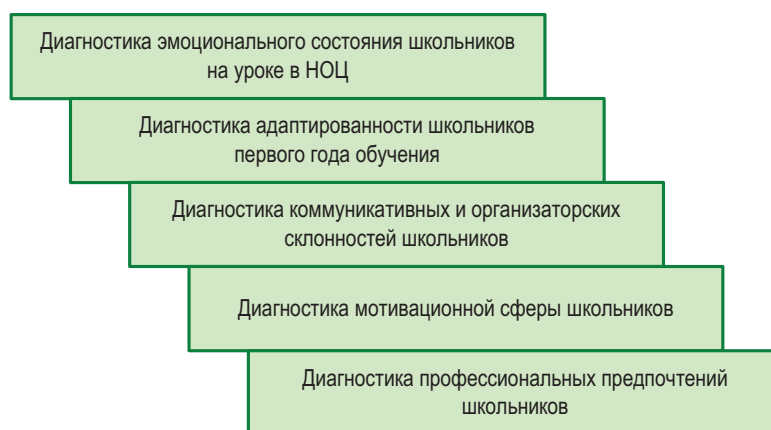 Диагностика эмоционального состояния школьников
на уроке в НОЦ
Диагностика адаптированности школьников
первого года обучения
Диагностика коммуникативных и организаторских
склонностей школьников
Диагностика мотивационной сферы школьников
Диагностика профессиональных предпочтений
школьников